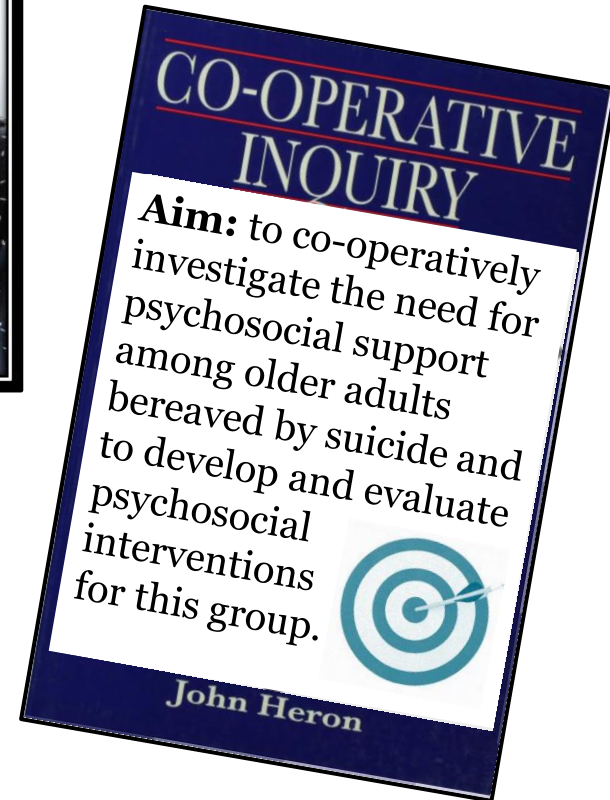 CO-OPERATIVE
INQUIRY
Aim: to co-operatively
investigate the need for
psychosocial support
among older adults
bereaved by suicide and
to develop and evaluate
psychosocial
interventions
for this group.
John Heron